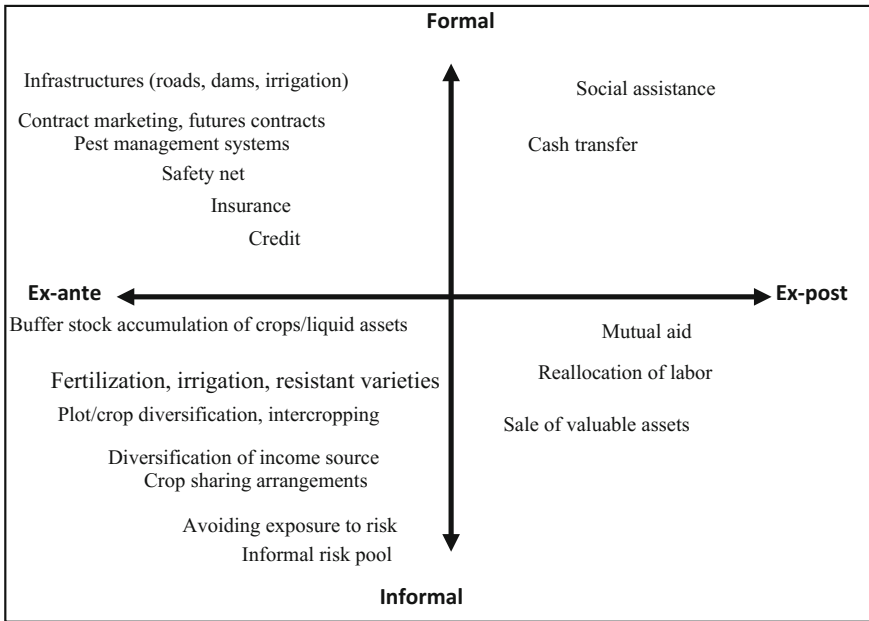 Formal
Infrastructures (roads, dams, irrigation)
Social assistance
Contract marketing, futures contracts
Pest management systems
Cash transfer
Safety net
Insurance
Credit
Ex-ante
Ex-post
Buffer stock accumulation of crops/liquid assets
Mutual aid
Fertilization, irrigation, resistant varieties
Reallocation of labor
Plot/crop diversification, intercropping
Sale of valuable assets
Diversification of income source
Crop sharing arrangements
Avoiding exposure to risk
Informal risk pool
Informal